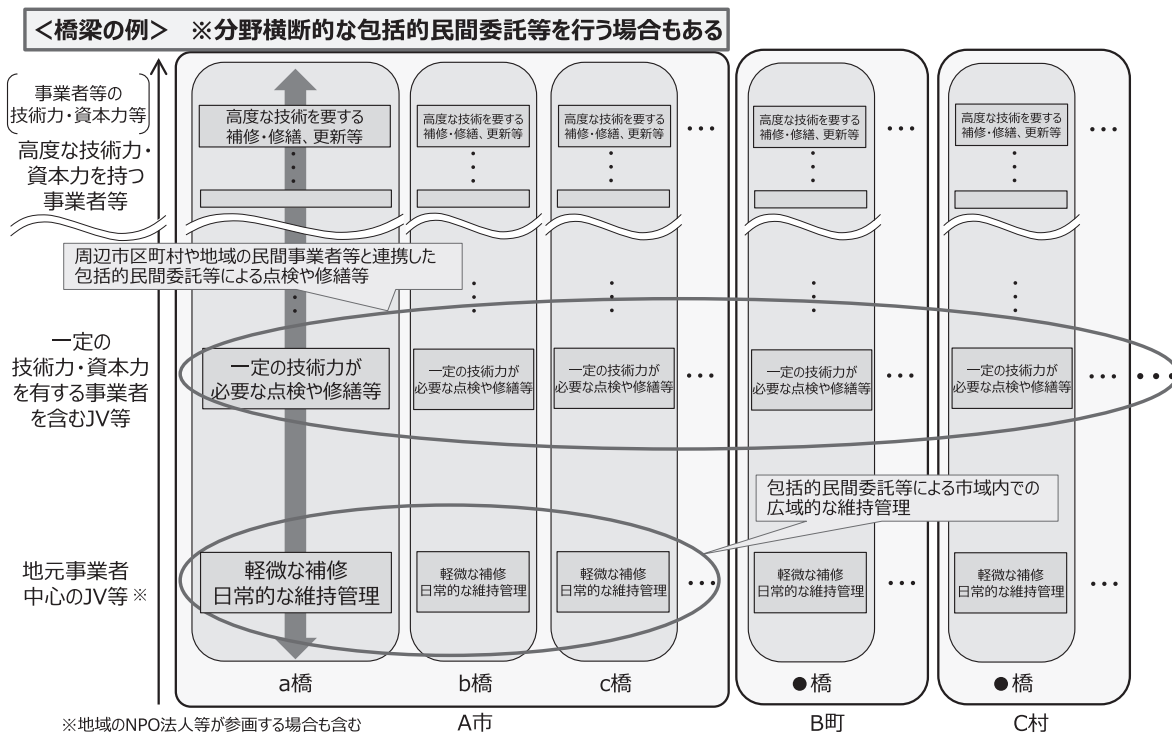 <橋梁の例> ※分野横断的な包括的民間委託等を行う場合もある
事業者等の
技術力・資本力等
高度な技術力・
資本力を持つ
事業者等
高度な技術を要する
補修・修繕、更新等
高度な技術を要する
補修・修繕、更新等
高度な技術を要する
補修・修繕、更新等
高度な技術を要する
補修・修繕、更新等
高度な技術を要する
補修・修繕、更新等
周辺市区町村や地域の民間事業者等と連携した
包括的民間委託等による点検や修繕等
一定の
技術力・資本力
を有する事業者
を含むJV等
一定の技術力が
必要な点検や修繕等
一定の技術力が
必要な点検や修繕等
一定の技術力が
必要な点検や修繕等
一定の技術力が
必要な点検や修繕等
一定の技術力が
必要な点検や修繕等
包括的民間委託等による市域内での
広域的な維持管理
地元事業者
中心のJV等※
軽微な補修
日常的な維持管理
軽微な補修
日常的な維持管理
軽微な補修
日常的な維持管理
軽微な補修
日常的な維持管理
軽微な補修
日常的な維持管理
a橋
b橋
c橋
●橋
●橋
※地域のNPO法人等が参画する場合も含む
A市
B町
C村